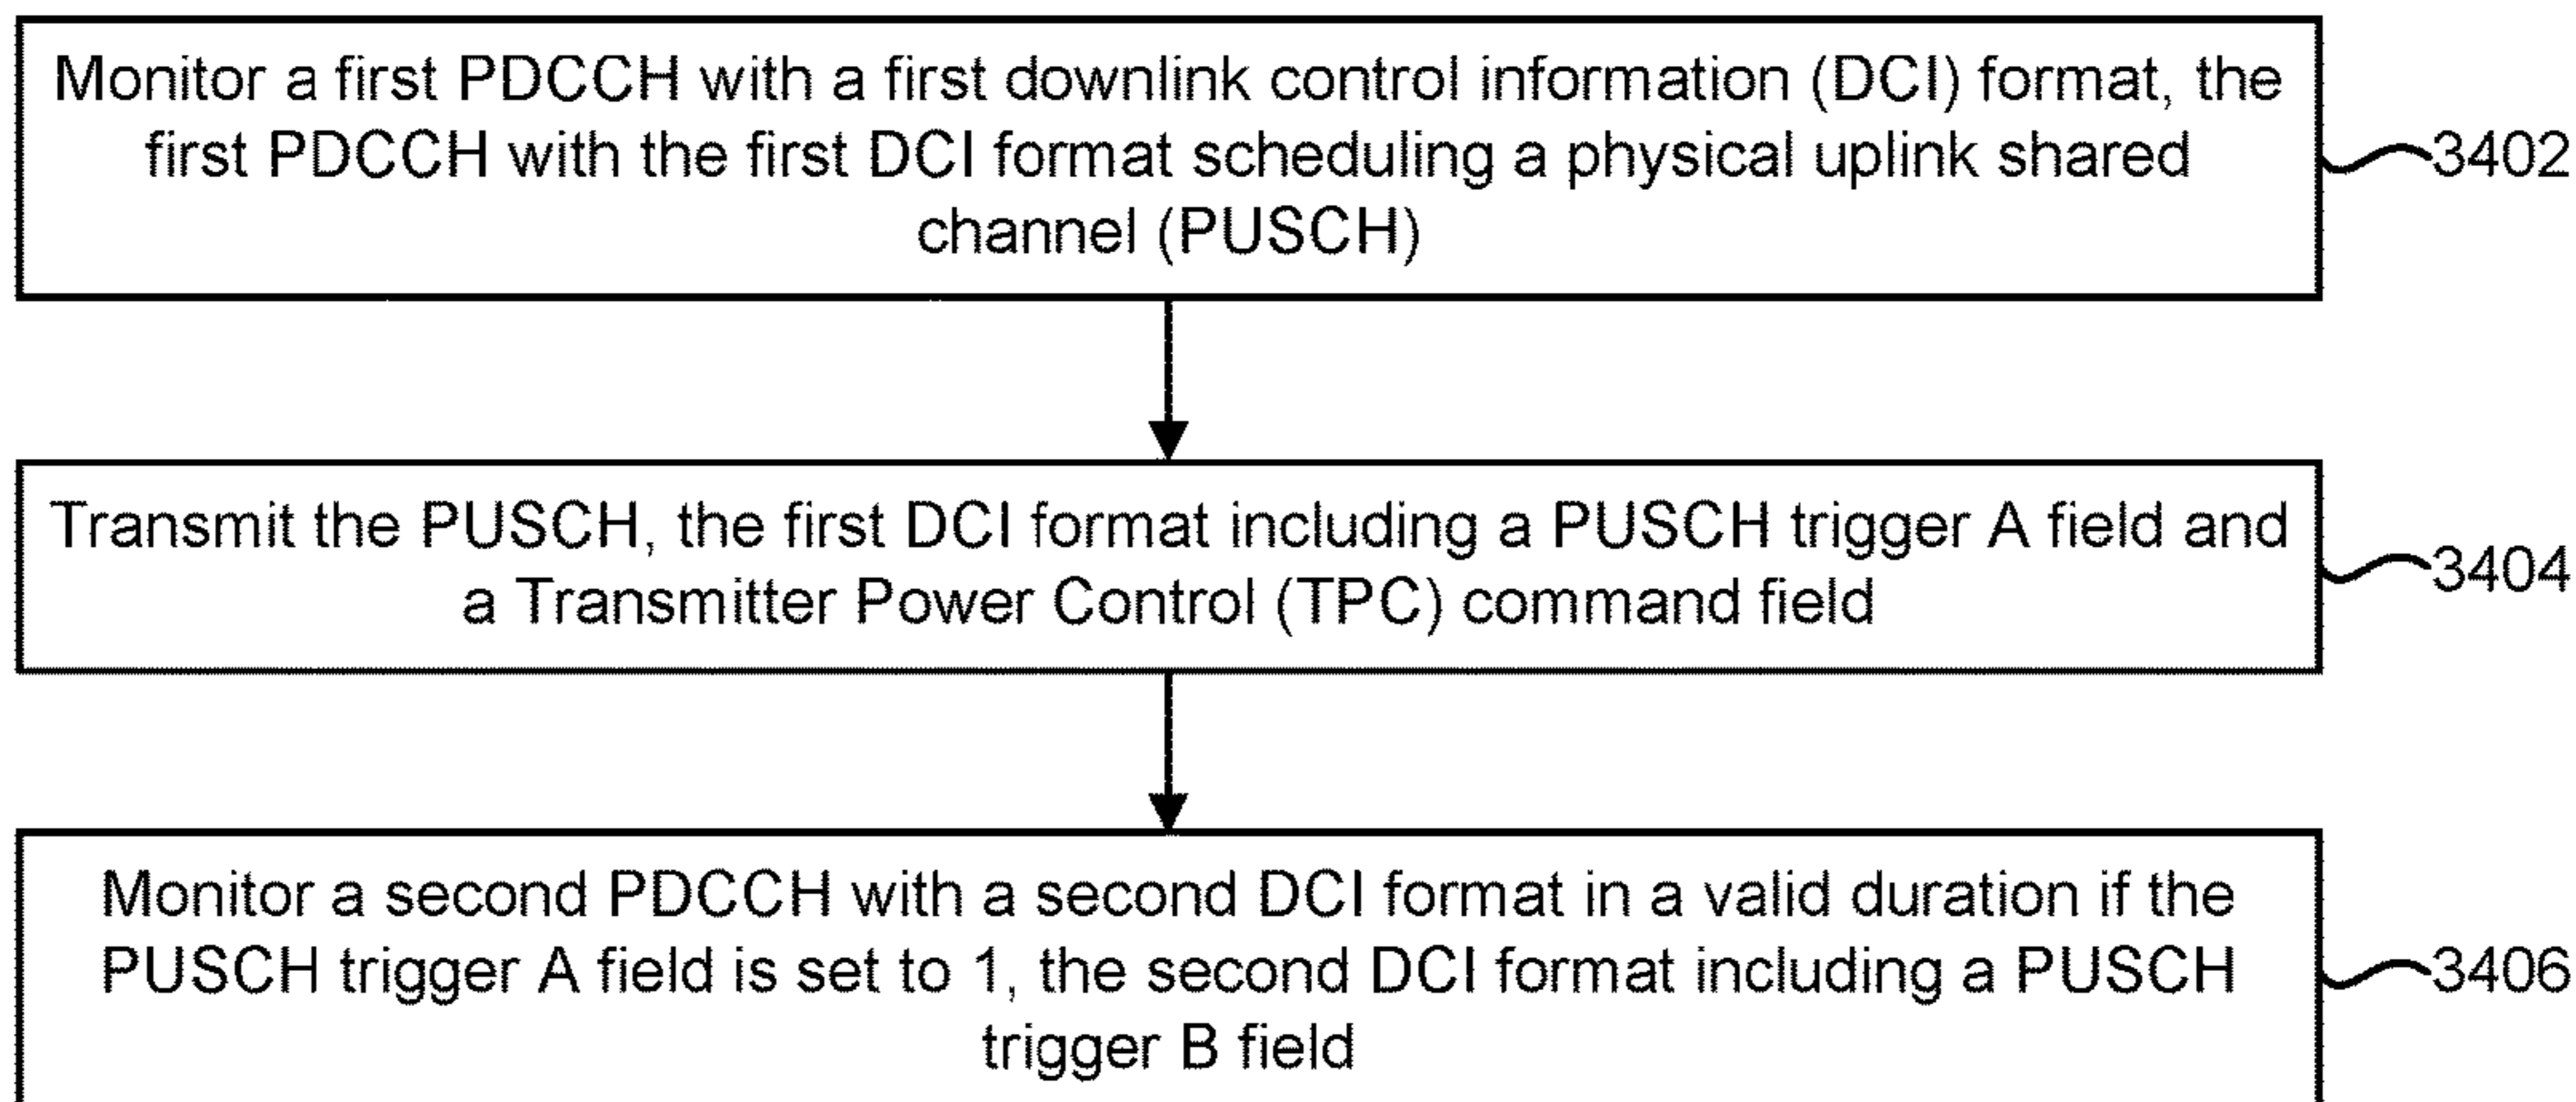 Monitor a first PDCCH with a first downlink control information (DCI) format, the
first PDCCH with the first DCI format scheduling a physical uplink shared
channel (PUSCH)
3402
Transmit the PUSCH, the first DCI format including a PUSCH trigger A field and
a Transmitter Power Control (TPC) command field
3404
Monitor a second PDCCH with a second DCI format in a valid duration if the
PUSCH trigger A field is set to 1, the second DCI format including a PUSCH
trigger B field
3406